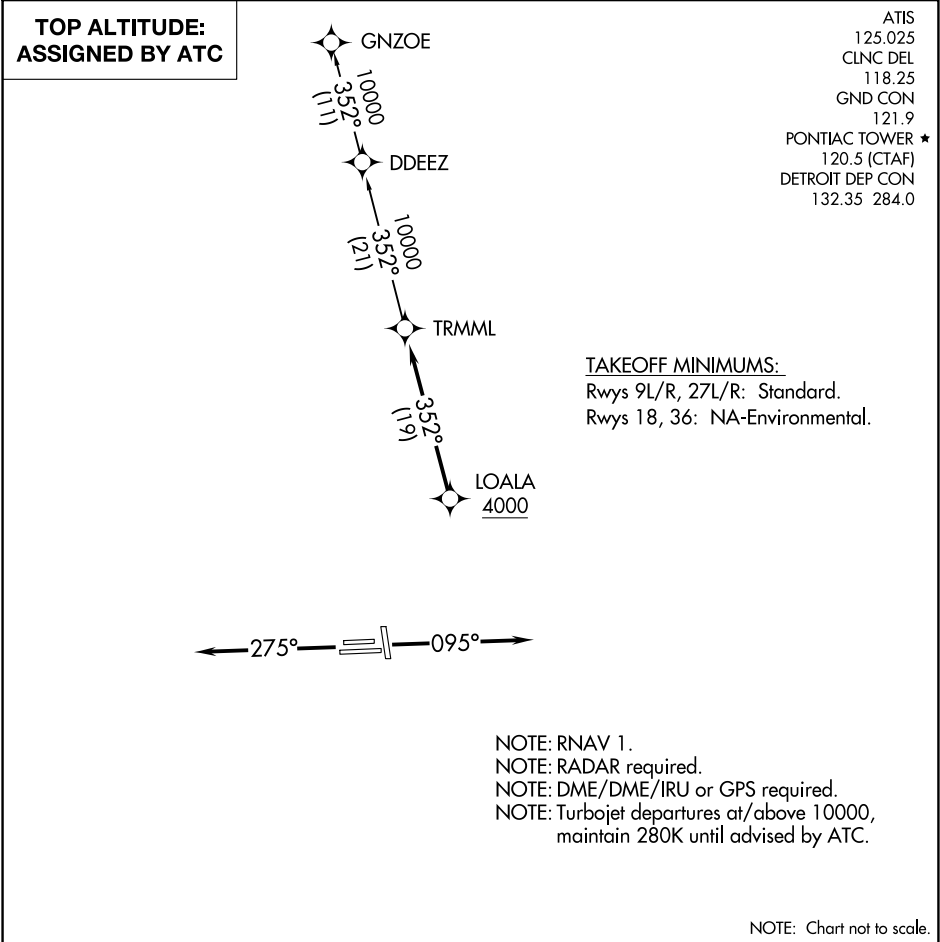 TOP ALTITUDE:
ASSIGNED BY ATC
ATIS
125.025
CLNC DEL
118.25
GND CON
121.9
PONTIAC TOWER ★
120.5 (CTAF)
DETROIT DEP CON
132.35 284.0
GNZOE
10000
352°
(11)
DDEEZ
10000
352°
(21)
TRMML
352°
(19)
LOALA
4000
TAKEOFF MINIMUMS:
Rwys 9L/R, 27L/R: Standard.
Rwys 18, 36: NA-Environmental.
275°
095°
NOTE: RNAV 1.
NOTE: RADAR required.
NOTE: DME/DME/IRU or GPS required.
NOTE: Turbojet departures at/above 10000,
maintain 280K until advised by ATC.
NOTE: Chart not to scale.